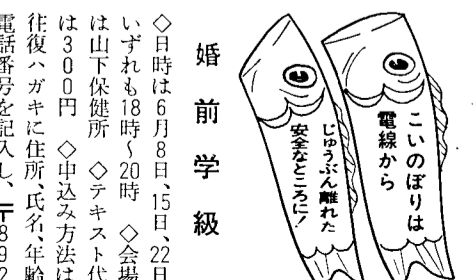 こいのぼりは
電線から
じゅうぶん離れた
安全なところに!
婚前学級
◇日時は6月8日、15日、22日
いずれも18時~20時 ◇会場
は山下保健所 ◇テキスト代
は300円 ◇申込み方法は
往復ハガキに住所、氏名、年齢
電話番号を記入し、〒892